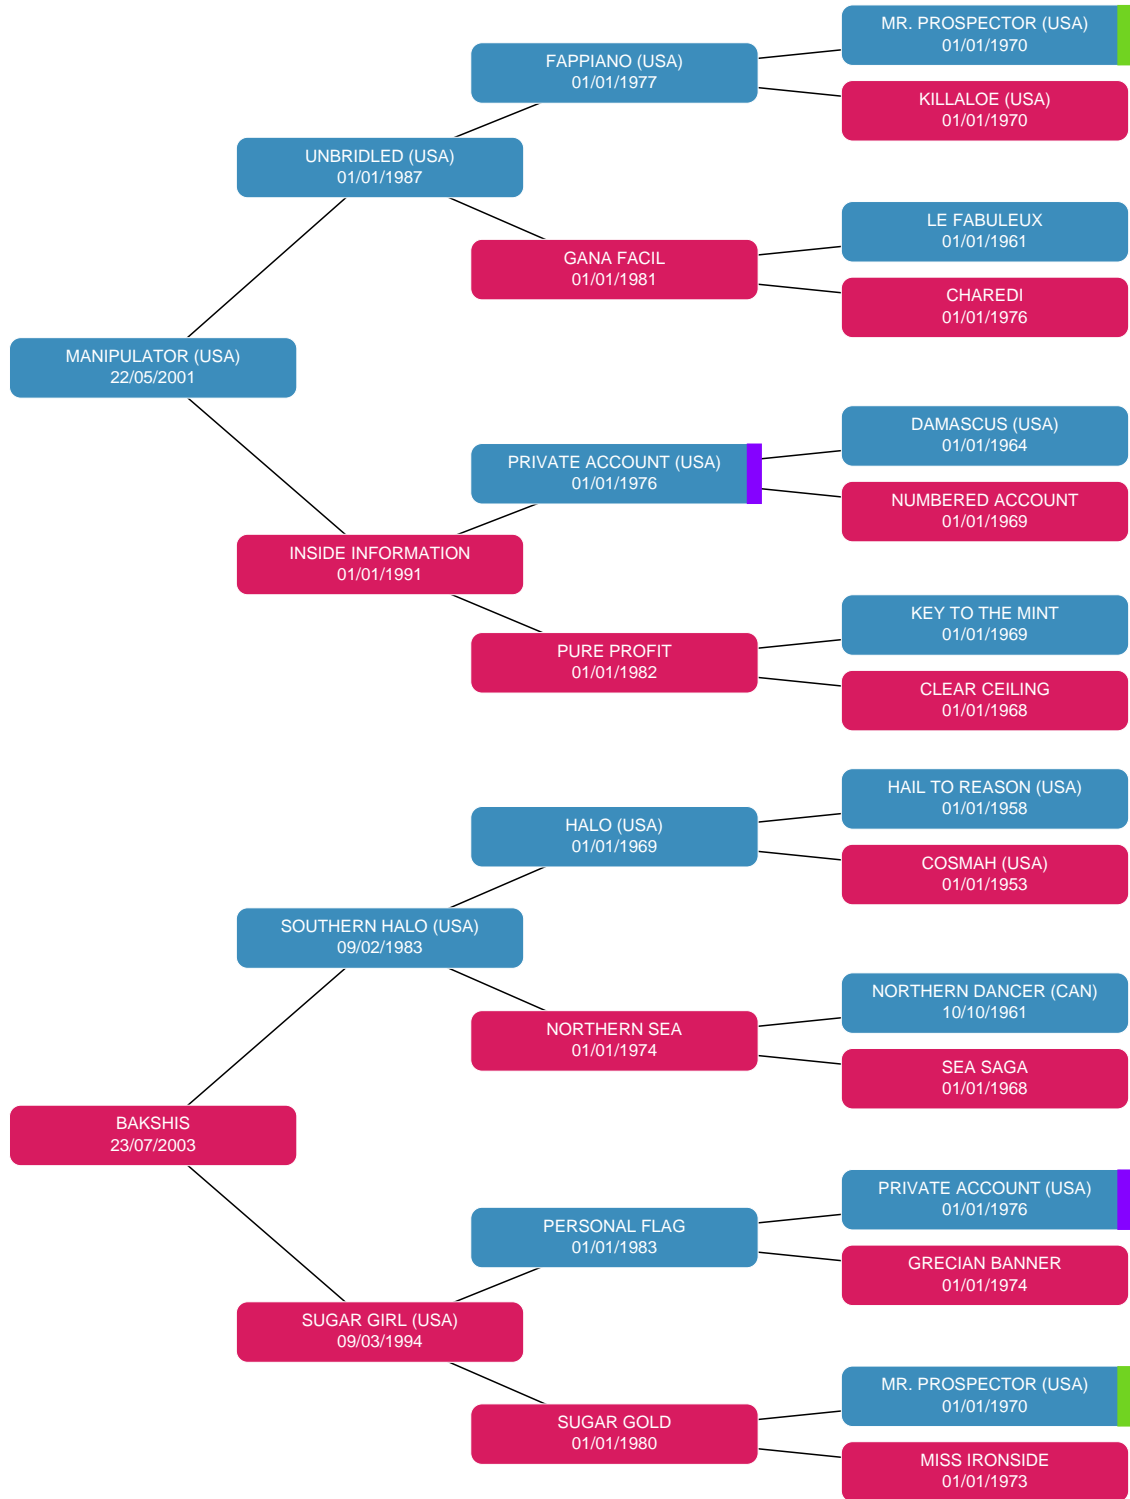 MR. PROSPECTOR (USA)
01/01/1970
FAPPIANO (USA)
01/01/1977
KILLALOE (USA)
01/01/1970
UNBRIDLED (USA)
01/01/1987
LE FABULEUX
01/01/1961
GANA FACIL
01/01/1981
CHAREDI
01/01/1976
MANIPULATOR (USA)
22/05/2001
DAMASCUS (USA)
01/01/1964
PRIVATE ACCOUNT (USA)
01/01/1976
NUMBERED ACCOUNT
01/01/1969
INSIDE INFORMATION
01/01/1991
KEY TO THE MINT
01/01/1969
PURE PROFIT
01/01/1982
CLEAR CEILING
01/01/1968
HAIL TO REASON (USA)
01/01/1958
HALO (USA)
01/01/1969
COSMAH (USA)
01/01/1953
SOUTHERN HALO (USA)
09/02/1983
NORTHERN DANCER (CAN)
10/10/1961
NORTHERN SEA
01/01/1974
SEA SAGA
01/01/1968
BAKSHIS
23/07/2003
PRIVATE ACCOUNT (USA)
01/01/1976
PERSONAL FLAG
01/01/1983
GRECIAN BANNER
01/01/1974
SUGAR GIRL (USA)
09/03/1994
MR. PROSPECTOR (USA)
01/01/1970
SUGAR GOLD
01/01/1980
MISS IRONSIDE
01/01/1973